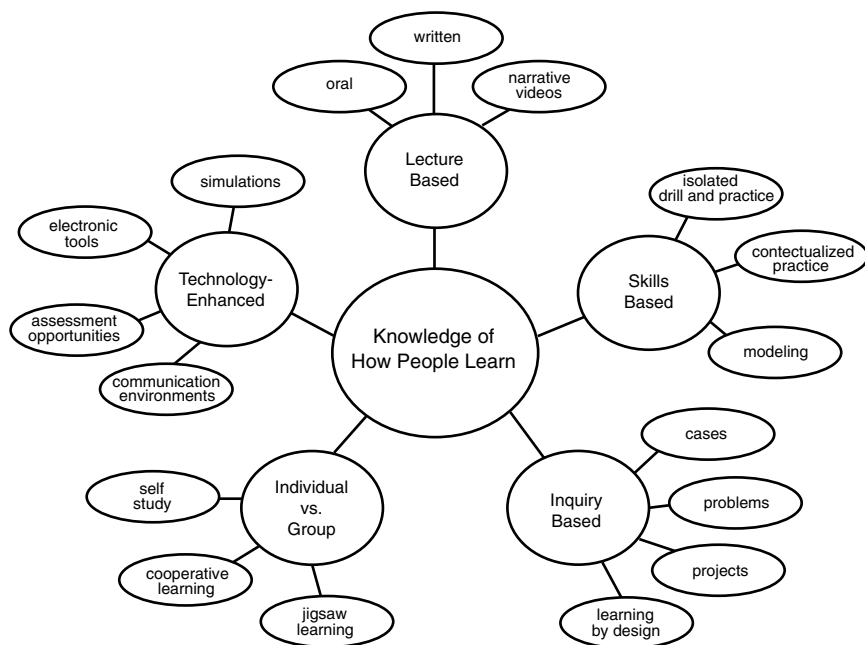 written
oral
narrative
videos
Lecture
Based
simulations
electronic
tools
Technology-
Enhanced
assessment
opportunities
communication
environments
isolated
drill and practice
contectualized
practice
Skills
Based
modeling
Knowledge of
How People Learn
self
study
Individual
vs.
Group
cooperative
learning
jigsaw
learning
cases
Inquiry
Based
problems
projects
learning
by design